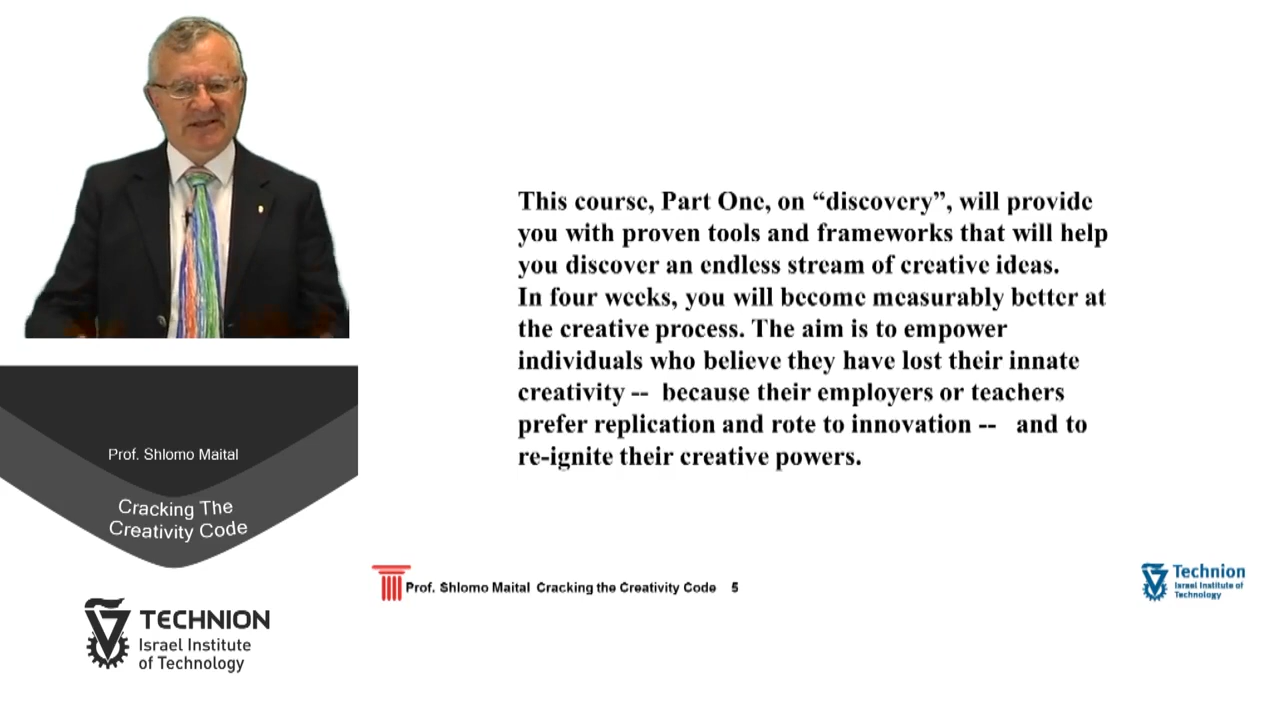 This course, Part One, on “discovery”, will provide
you with proven tools and frameworks that will help
you discover an endless stream of creative ideas.
In four weeks, you will become measurably better at
the creative process. The aim is to empower
individuals who believe they have lost their innate
creativity -- because their employers or teachers
prefer replication and rote to innovation -- and to
re-ignite their creative powers.
Prof. Shlomo Maital
Cracking The
Creativity Code
TECHNION
Israel Institute
of Technology
Prof. Shlomo Maital Cracking the Creativity Code 5
Technion
Israel Institute of
Technology